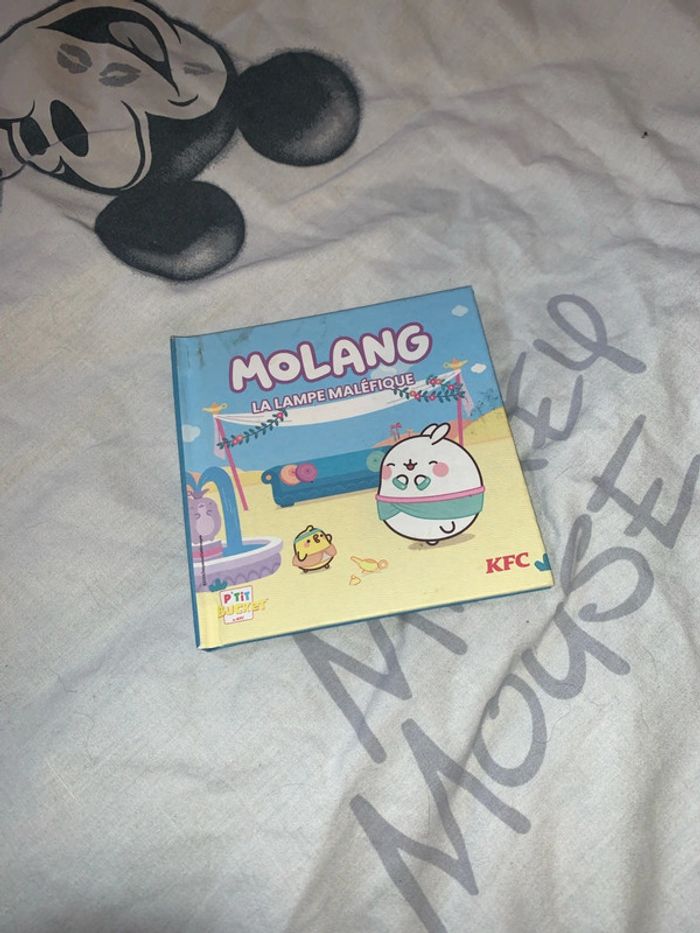 MOLANG
LA LAMPE MALÉFIQUE
KFC
P'TIT
BUCKET
MICKEY
MOUSE